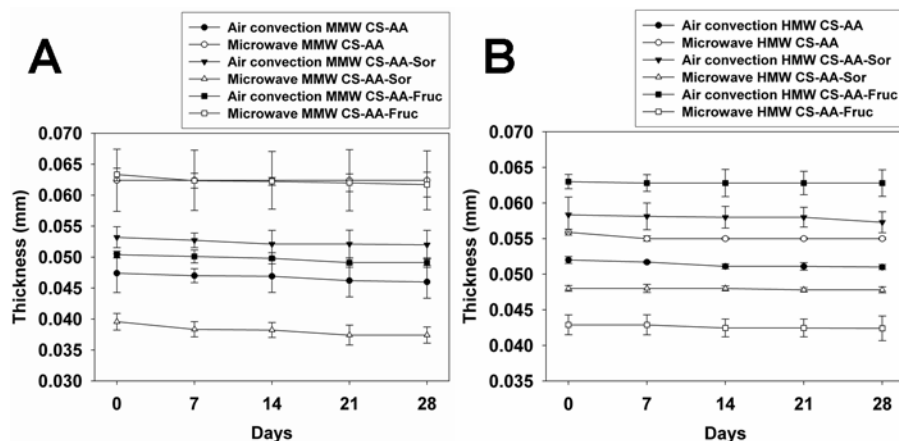 A
Air convection MMW CS-AA
Microwave MMW CS-AA
Air convection MMW CS-AA-Sor
Microwave MMW CS-AA-Sor
Air convection MMW CS-AA-Fruc
Microwave MMW CS-AA-Fruc
0.070
0.065
0.060
0.055
0.050
0.045
0.040
0.035
0.030
Thickness (mm)
0 7 14 21 28
Days
B
Air convection HMW CS-AA
Microwave HMW CS-AA
Air convection HMW CS-AA-Sor
Microwave HMW CS-AA-Sor
Air convection HMW CS-AA-Fruc
Microwave HMW CS-AA-Fruc
0.070
0.065
0.060
0.055
0.050
0.045
0.040
0.035
Thickness (mm)
0 7 14 21 28
Days